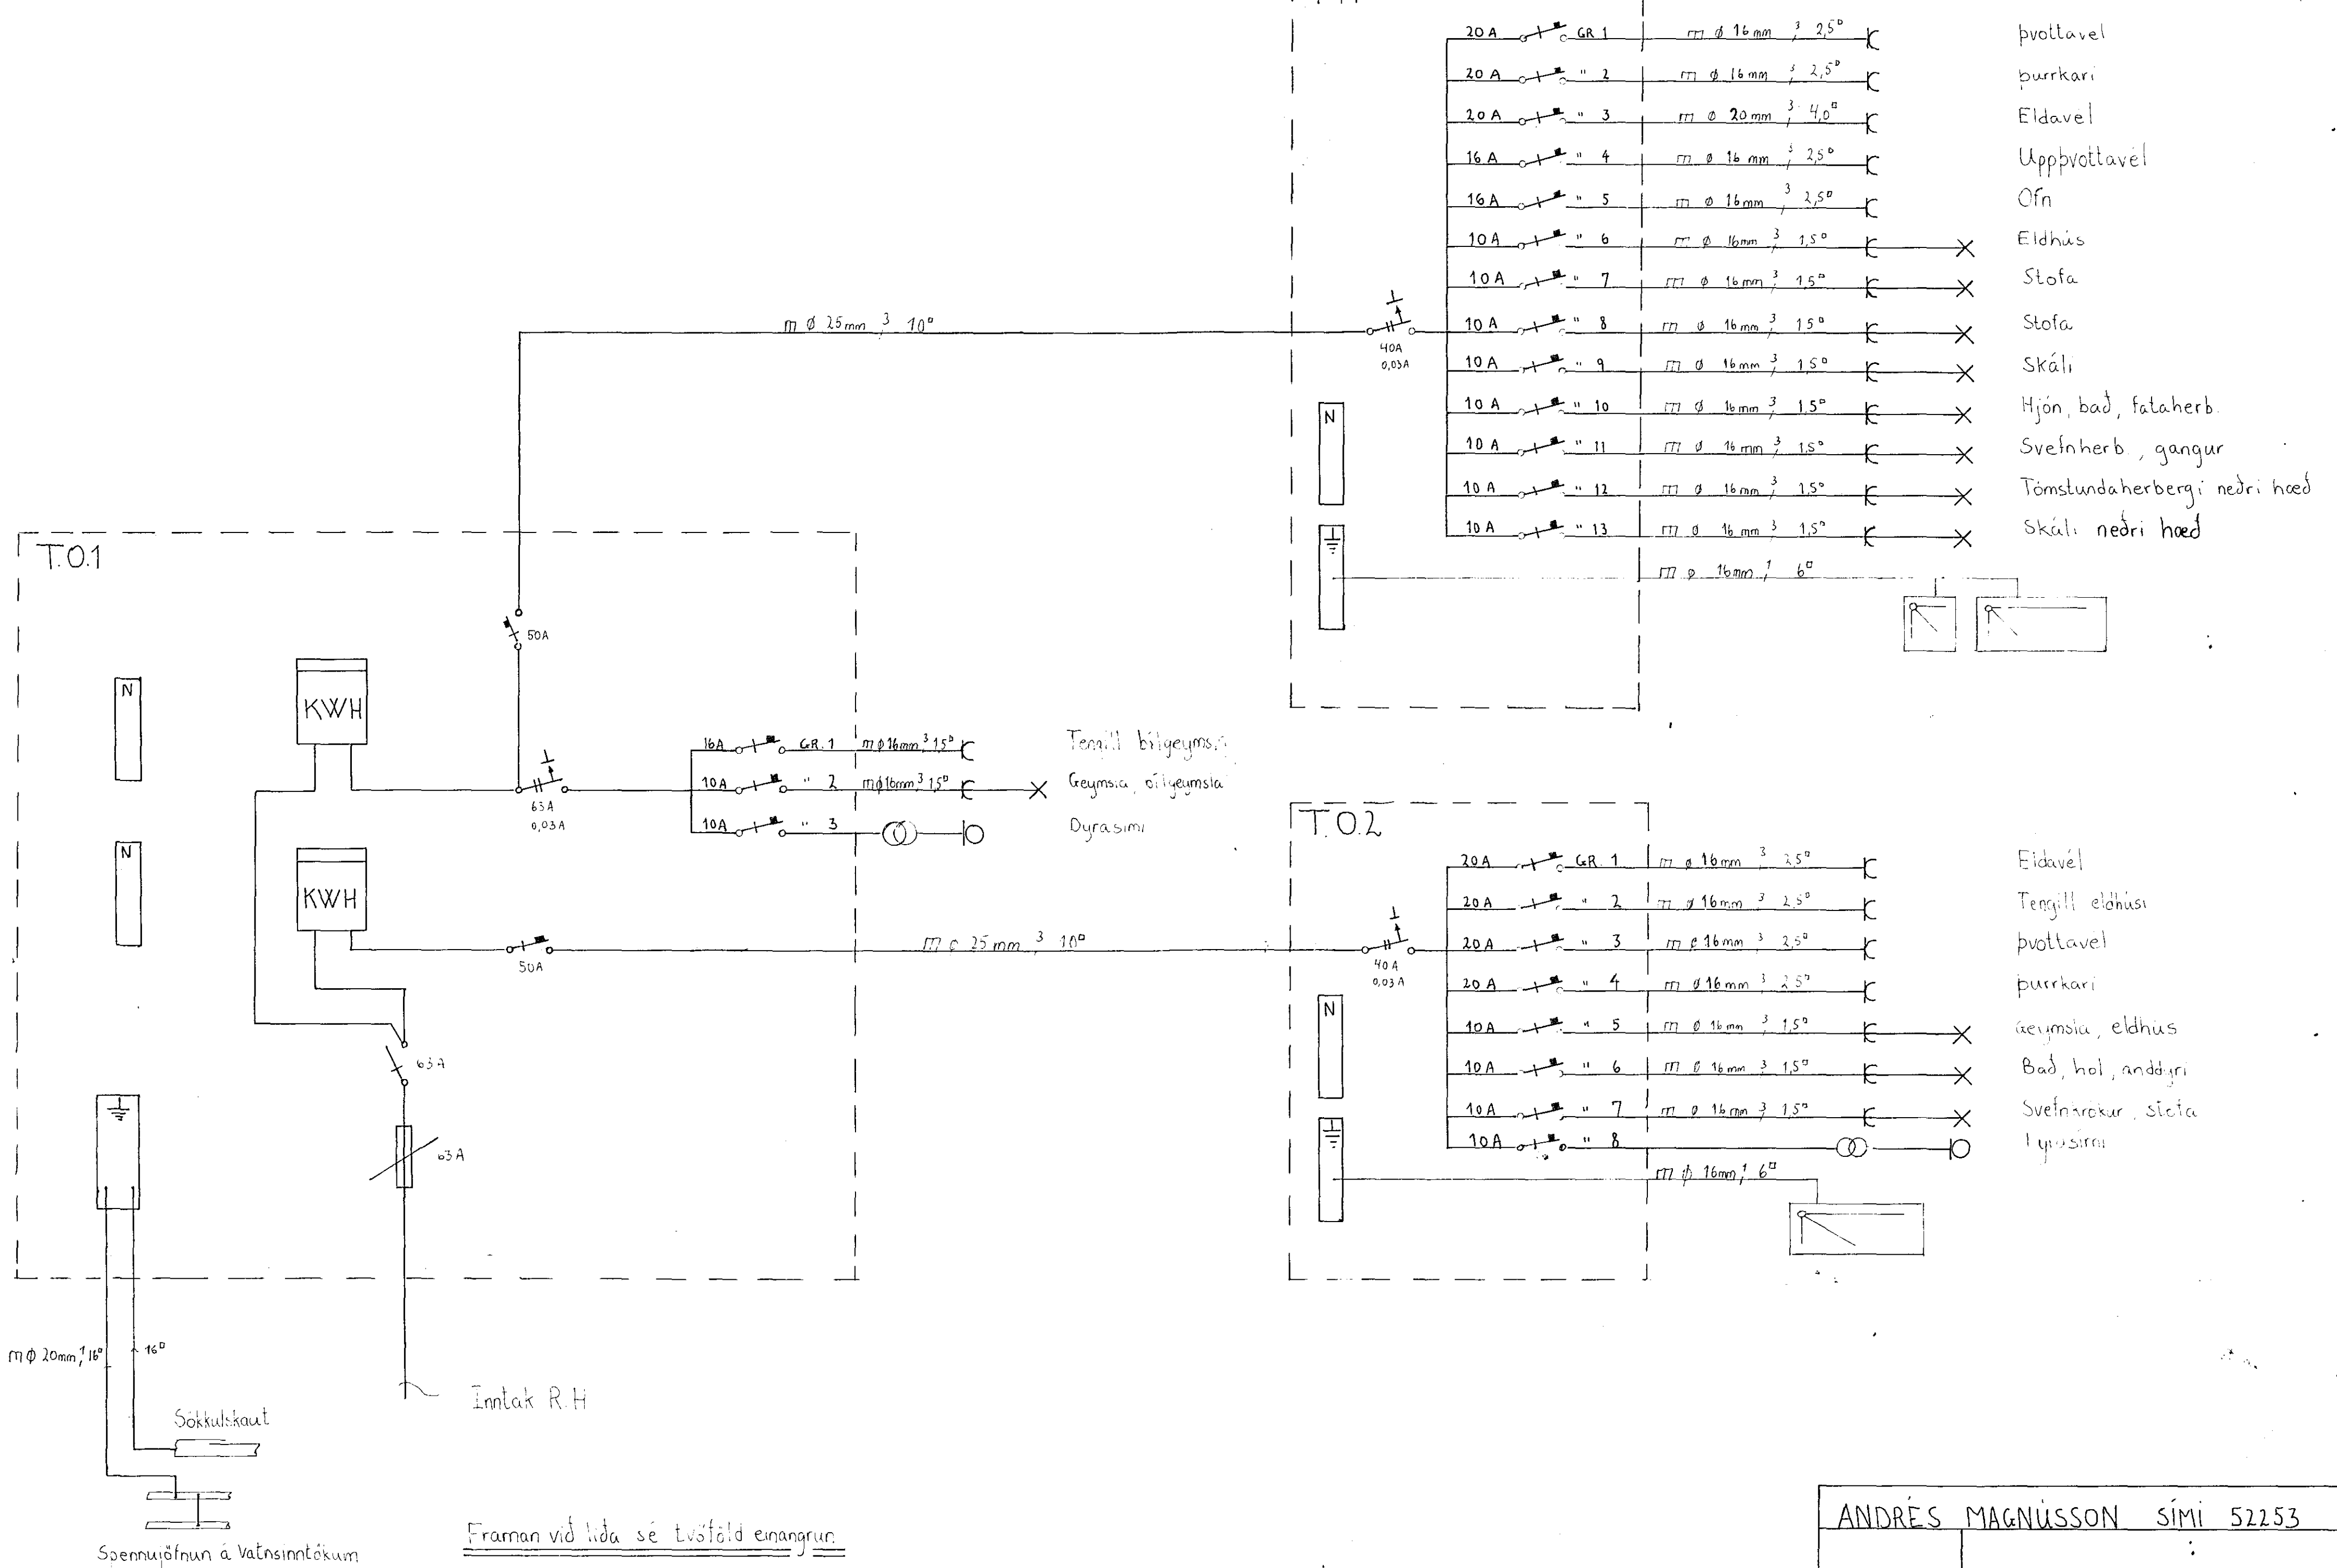 20 A GR 1 m ø 16 mm ; 3 2,5▫ þvottavel
20 A " 2 m ø 16 mm ; 3 2,5▫ þurrkari
20 A " 3 m ø 20 mm ; 3 4,0▫ Eldavél
16 A " 4 m ø 16 mm ; 3 2,5▫ Uppþvottavél
16 A " 5 m ø 16 mm ; 3 2,5▫ Ofn
10 A " 6 m ø 16 mm ; 3 1,5▫ Eldhús
10 A " 7 m ø 16 mm ; 3 1,5▫ Stofa
10 A " 8 m ø 16 mm ; 3 1,5▫ Stofa
10 A " 9 m ø 16 mm ; 3 1,5▫ Skáli
10 A " 10 m ø 16 mm ; 3 1,5▫ Hjón, bað, fataherb.
10 A " 11 m ø 16 mm ; 3 1,5▫ Svefnherb., gangur
10 A " 12 m ø 16 mm ; 3 1,5▫ Tómstundaherbergi neðri hæð
10 A " 13 m ø 16 mm ; 3 1,5▫ Skáli neðri hæð
m ø 16 mm ; 1 6▫
m ø 25 mm ; 3 10▫
40A
0,03A
N
T.O.1
50A
N
KWH
63A
0,03A
16A GR. 1 m ø 16mm ; 3 1,5▫ Tengill bílgeymsl
10A " 2 m ø 16mm ; 3 1,5▫ Geymsla, bílgeymsla
10A " 3 Dyrasimi
N
KWH
50A
m ø 25 mm ; 3 10▫
63A
63A
T.O.2
20A GR. 1 m ø 16 mm ; 3 2,5▫ Eldavél
20 A " 2 m ø 16 mm ; 3 2,5▫ Tengill eldhúsi
20 A " 3 m ø 16 mm ; 3 2,5▫ þvottavél
20 A " 4 m ø 16 mm ; 3 2,5▫ þurrkari
10 A " 5 m ø 16 mm ; 3 1,5▫ Geymsla, eldhús
10 A " 6 m ø 16 mm ; 3 1,5▫ Bað, hol, anddyri
10 A " 7 m ø 16 mm ; 3 1,5▫ Svefnkrókur, stofa
10 A " 8 Dyrasími
m ø 16mm ; 1 6▫
40 A
0,03 A
N
m ø 20mm ; 1 16▫
16▫
Inntak R.H
Sökkulskaut
Spennujöfnun á Vatnsinntökum
Framan við liða sé tvöföld einangrun
ANDRÉS MAGNÚSSON SÍMI 52253